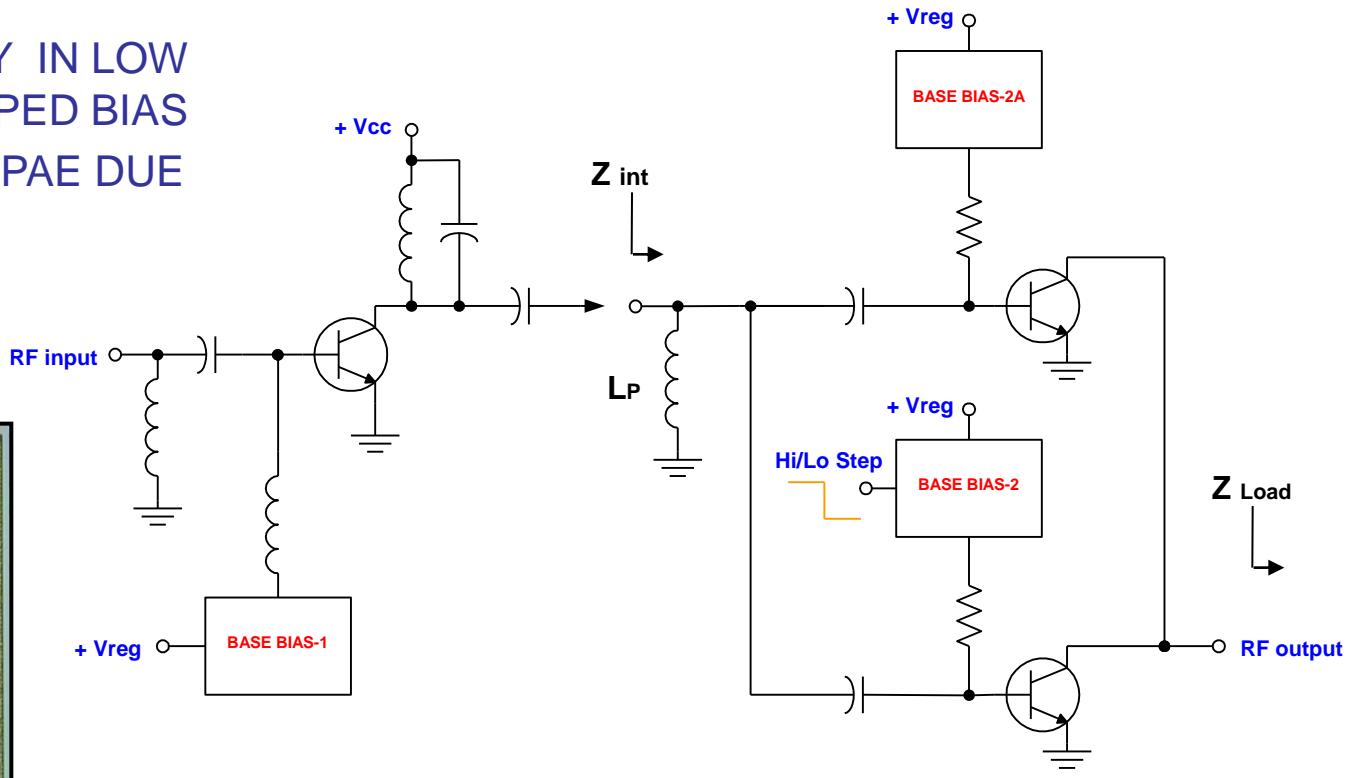 IN LOW
BIAS
PAE DUE
+ Vreg
BASE BIAS-2A
+ Vcc
Z int
RF input
LP
+ Vreg
Hi/Lo Step
BASE BIAS-2
Z Load
BASE BIAS-1
+ Vreg
RF output